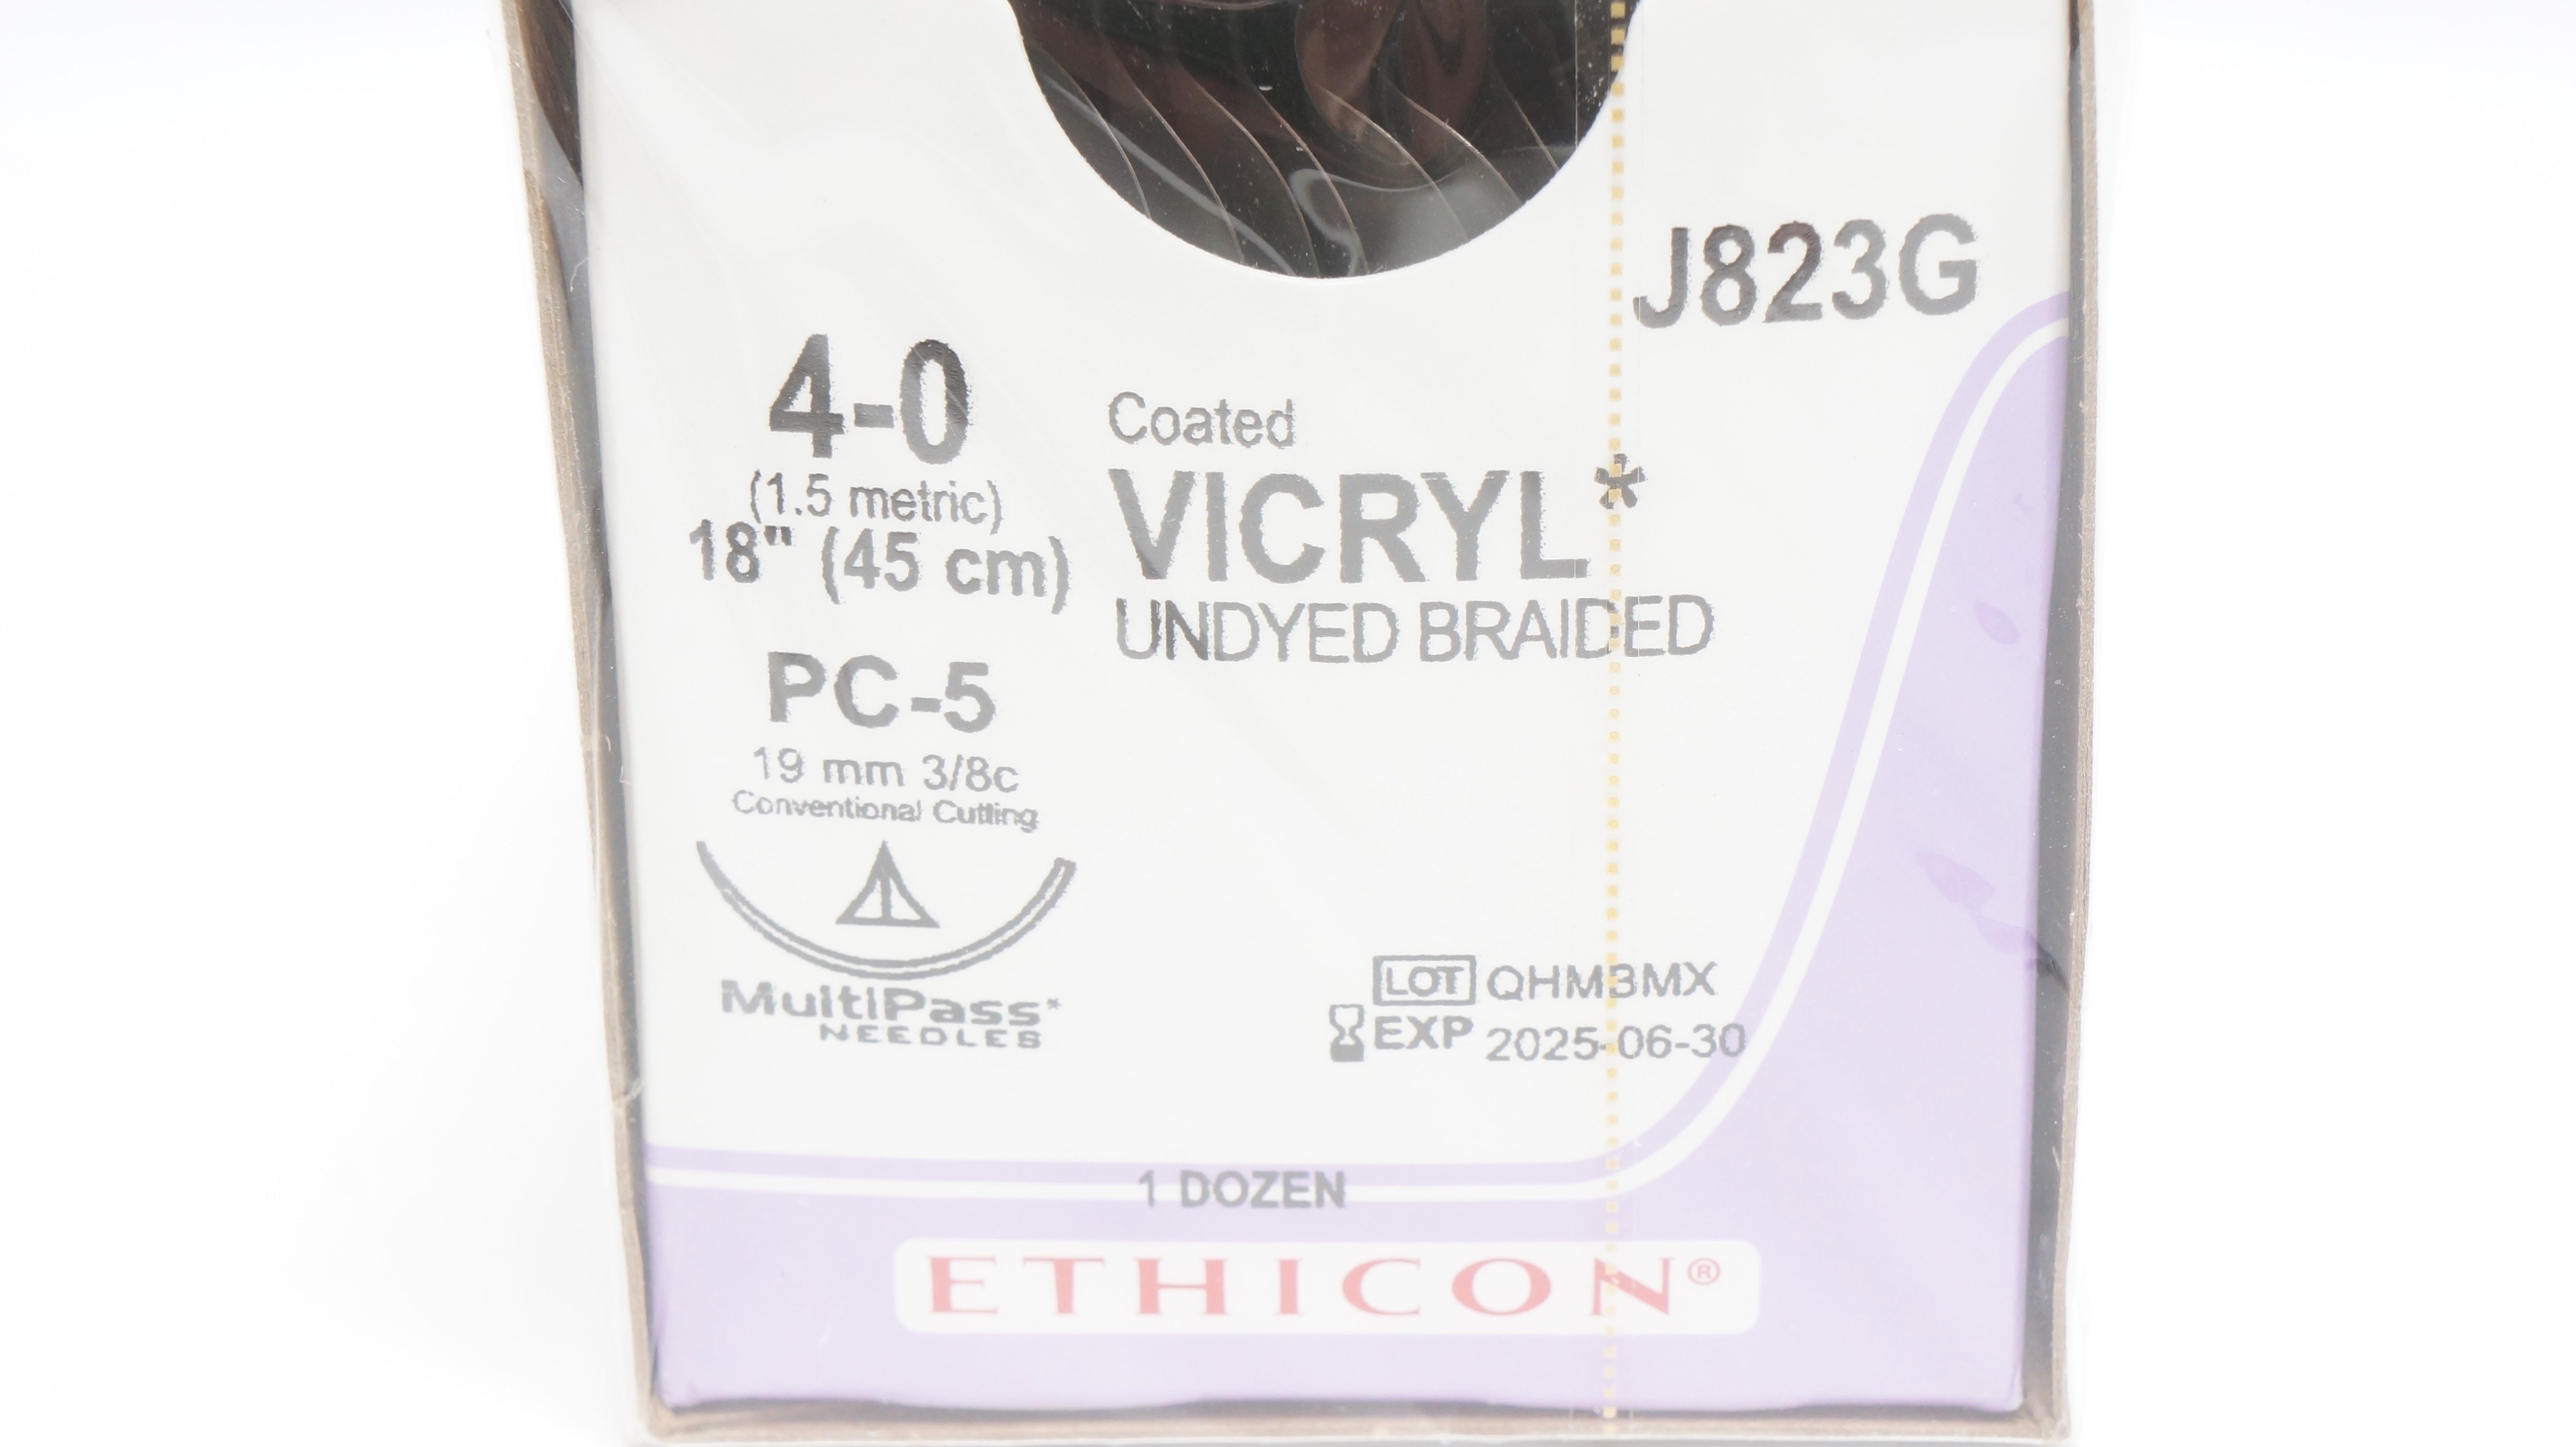 J823G
4-0
(1.5 metric)
18" (45 cm)
Coated
VICRYL*
UNDYED BRAIDED
PC-5
19 mm 3/8c
Conventional Cutting
MultiPass*
NEEDLES
LOT QHM3MX
EXP 2025-06-30
1 DOZEN
ETHICON®